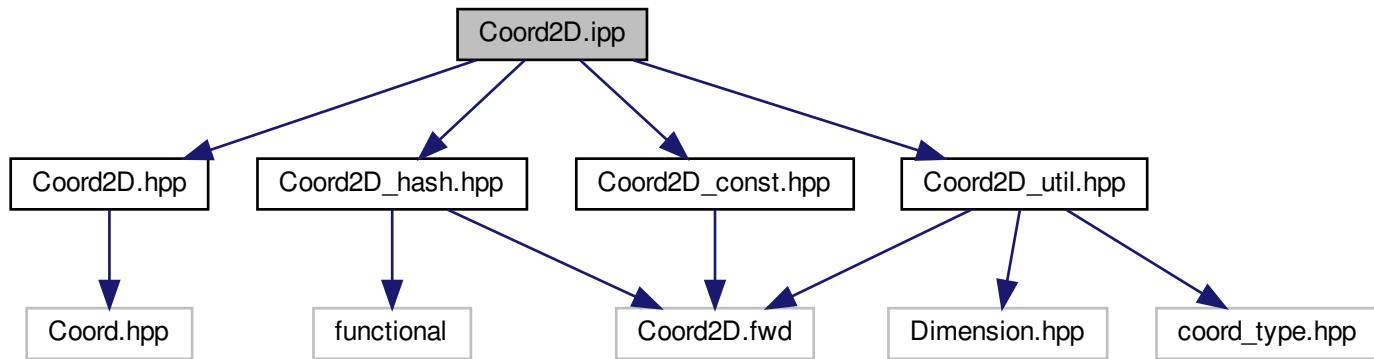 Coord2D.ipp
Coord2D.hpp
Coord2D_hash.hpp
Coord2D_const.hpp
Coord2D_util.hpp
Coord.hpp
functional
Coord2D.fwd
Dimension.hpp
coord_type.hpp